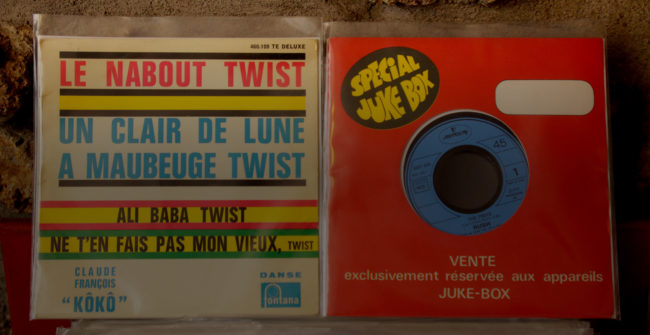 460.109 TE DELUXE
LE NABOUT TWIST
UN CLAIR DE LUNE
A MAUBEUGE TWIST
ALI BABA TWIST
NE T'EN FAIS PAS MON VIEUX, TWIST
CLAUDE
FRANÇOIS
"KÔKÔ"
DANSE
fontana
SPECIAL
JUKE BOX
45
1
VENTE
exclusivement réservée aux appareils
JUKE-BOX